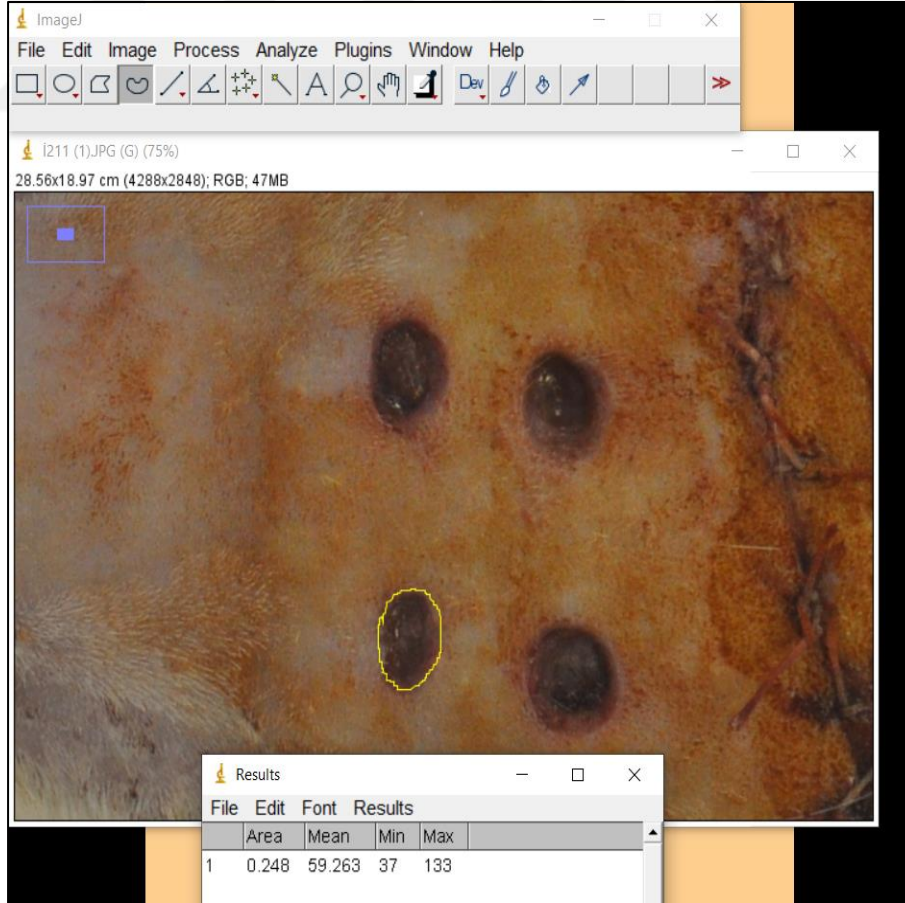 ImageJ
File Edit Image Process Analyze Plugins Window Help
A Dev
İ211 (1).JPG (G) (75%)
28.56x18.97 cm (4288x2848); RGB; 47MB
Results
File Edit Font Results
Area Mean Min Max
1 0.248 59.263 37 133